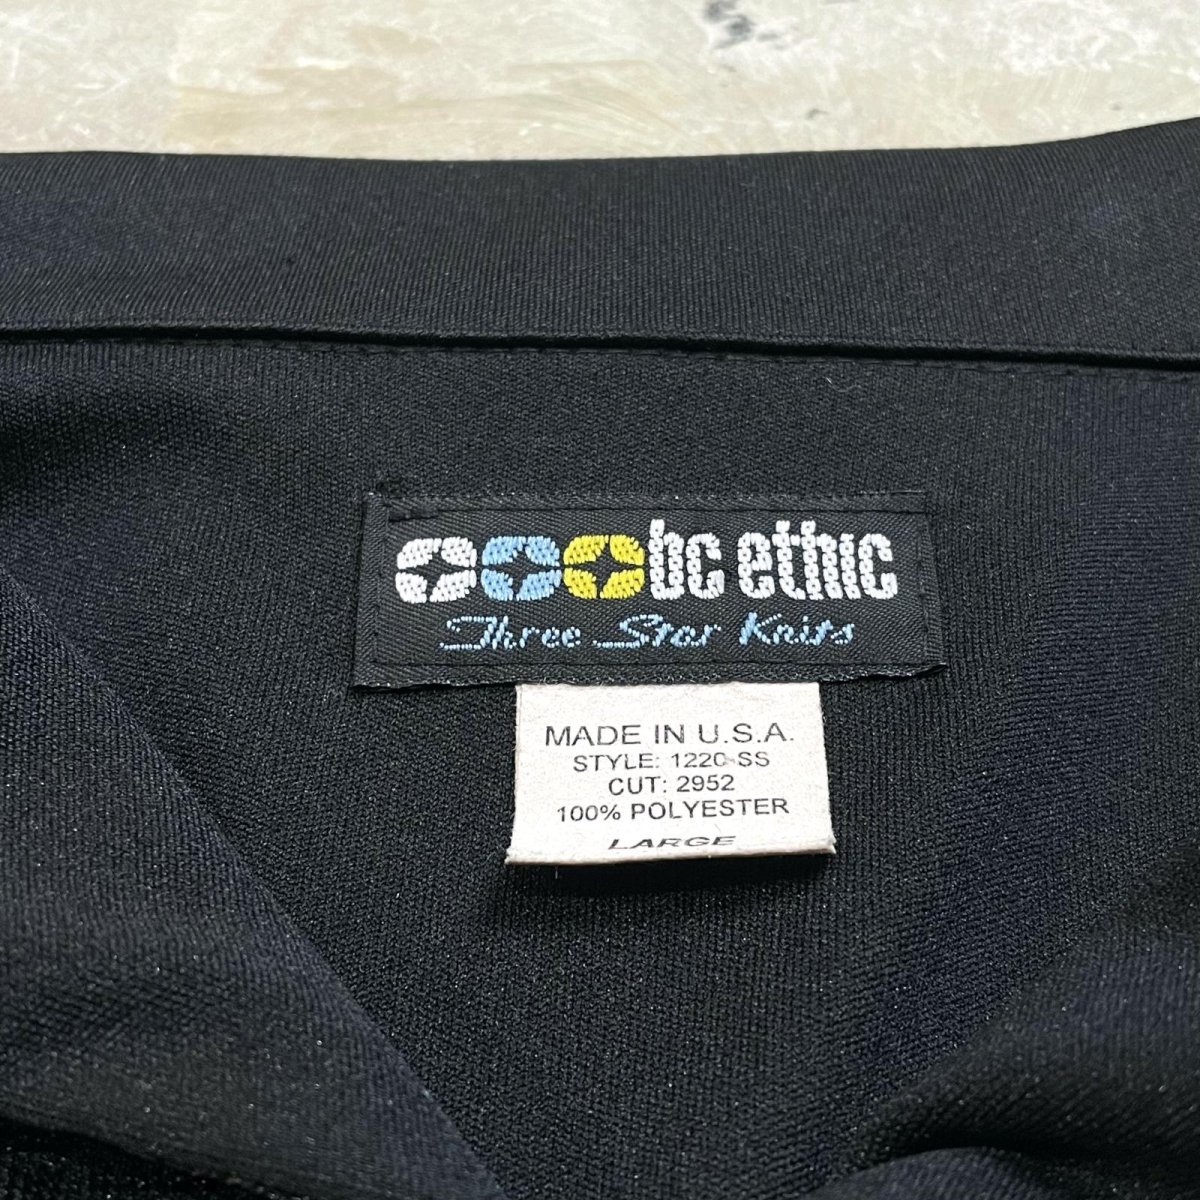 bc ethic
Three Star Knits
MADE IN U.S.A.
STYLE: 1220-SS
CUT: 2952
100% POLYESTER
LARGE